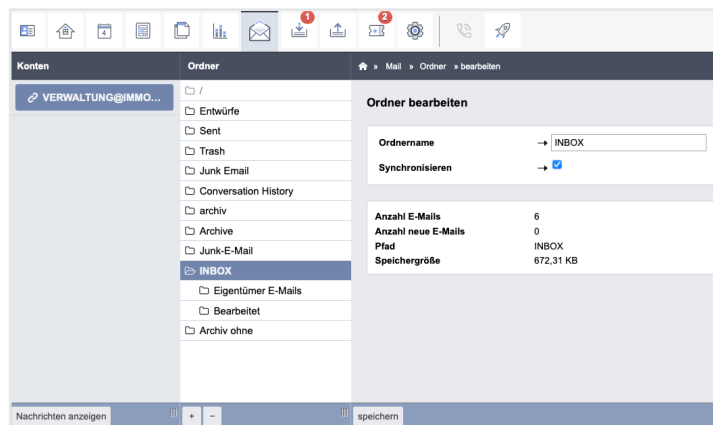 4
1
2
Konten
Ordner
» Mail » Ordner » bearbeiten
VERWALTUNG@IMMO...
/
Entwürfe
Sent
Trash
Junk Email
Conversation History
archiv
Archive
Junk-E-Mail
INBOX
Eigentümer E-Mails
Bearbeitet
Archiv ohne
Ordner bearbeiten
Ordnername → INBOX
Synchronisieren →
Anzahl E-Mails 6
Anzahl neue E-Mails 0
Pfad INBOX
Speichergröße 672,31 KB
Nachrichten anzeigen
+ −
speichern